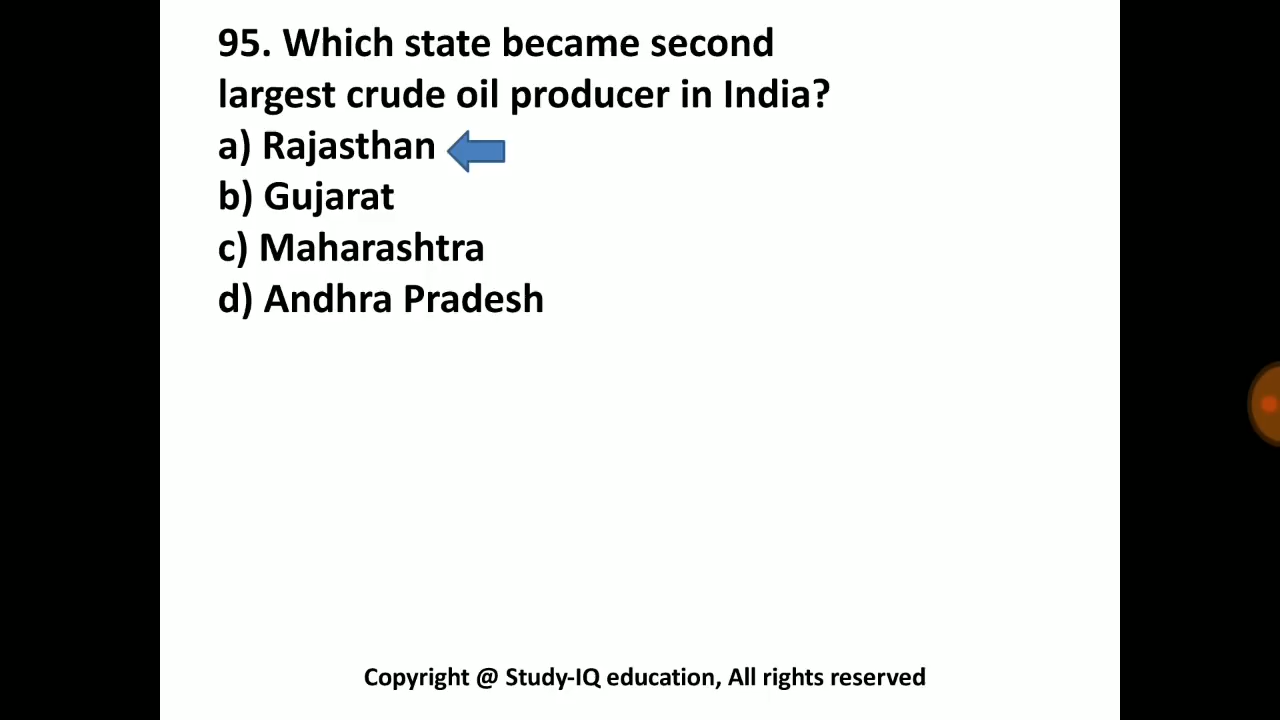 95. Which state became second
largest crude oil producer in India?
a) Rajasthan
b) Gujarat
c) Maharashtra
d) Andhra Pradesh
Copyright @ Study-IQ education, All rights reserved